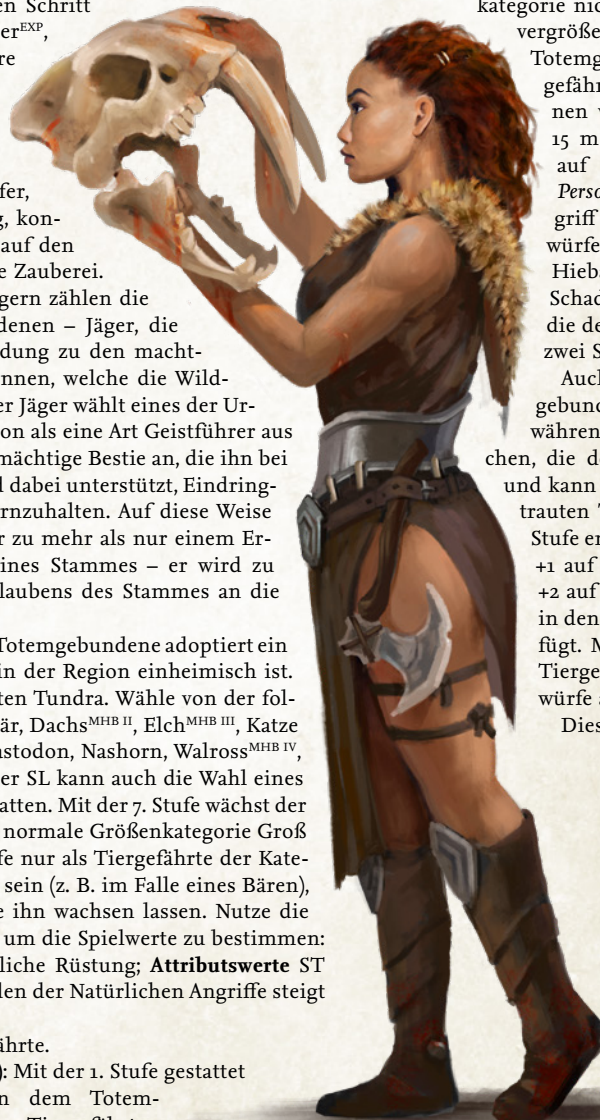 en Schritt
erEXP,
re
fer,
g, kon-
auf den
e Zauberei.
gern zählen die
denen – Jäger, die
dung zu den macht-
nnen, welche die Wild-
er Jäger wählt eines der Ur-
on als eine Art Geistführer aus
mächtige Bestie an, die ihn bei
l dabei unterstützt, Eindring-
rnzuhalten. Auf diese Weise
r zu mehr als nur einem Er-
ines Stammes – er wird zu
laubens des Stammes an die
Totemgebundene adoptiert ein
in der Region einheimisch ist.
ten Tundra. Wähle von der fol-
är, DachsMHB II, ElchMHB III, Katze
astodon, Nashorn, WalrossMHB IV,
er SL kann auch die Wahl eines
atten. Mit der 7. Stufe wächst der
normale Größenkategorie Groß
fe nur als Tiergefährte der Kate-
sein (z. B. im Falle eines Bären),
e ihn wachsen lassen. Nutze die
um die Spielwerte zu bestimmen:
liche Rüstung; Attributswerte ST
den der Natürlichen Angriffe steigt
ährte.
): Mit der 1. Stufe gestattet
n dem Totem-
kategorie nic
vergröße
Totemg
gefähr
nen v
15 m
auf
Perso
griff
würfe
Hieb
Schad
die de
zwei S
Auc
gebund
währen
chen, die d
und kann
trauten T
Stufe er
+1 auf
+2 auf
in den
fügt. M
Tierge
würfe a
Dies